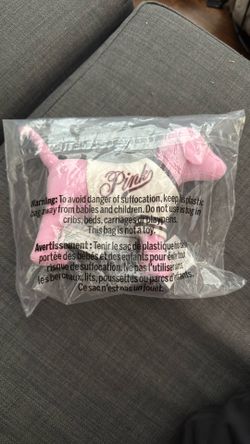 Pink
Warning: To avoid danger of suffocation, keep this plastic
bag away from babies and children. Do not use this bag in
cribs, beds, carriages or playpens.
This bag is not a toy.
Avertissement : Tenir le sac de plastique hors de
portée des bébés et des enfants pour éviter tout
risque de suffocation. Ne pas l'utiliser dans
les berceaux, lits, poussettes ou parcs d'enfants.
Ce sac n'est pas un jouet.